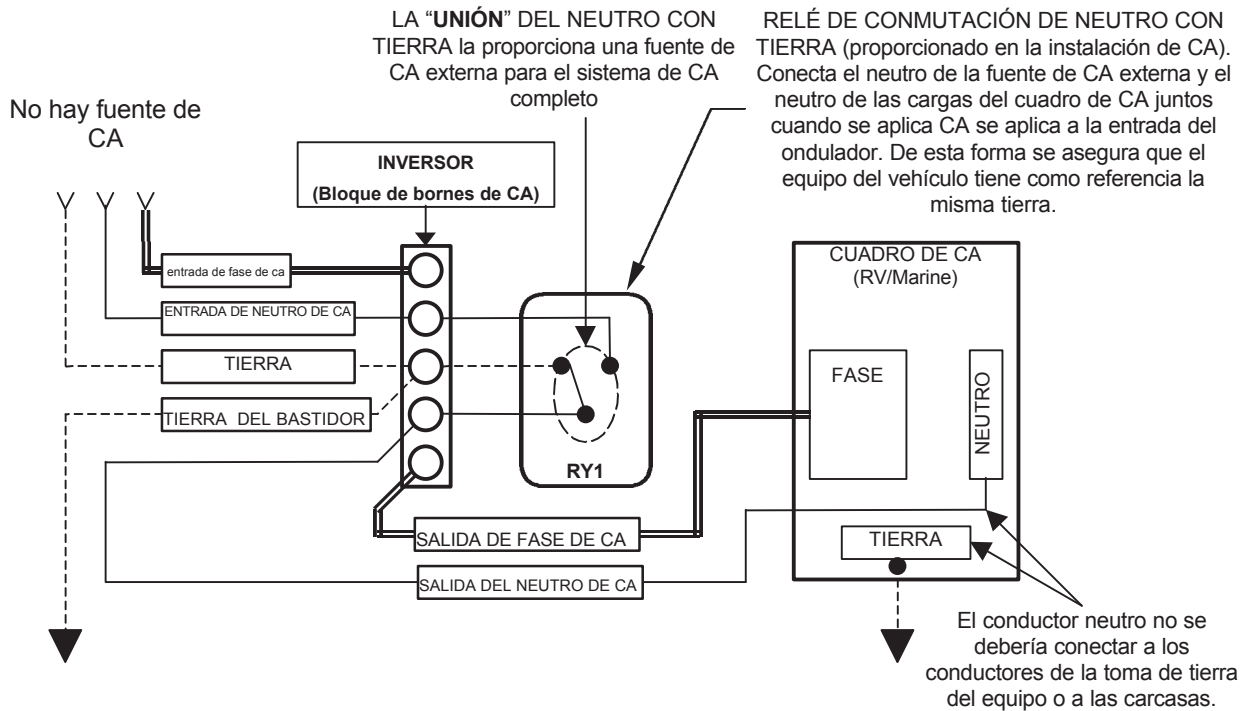 LA “UNIÓN” DEL NEUTRO CON
TIERRA la proporciona una fuente de
CA externa para el sistema de CA
completo
RELÉ DE CONMUTACIÓN DE NEUTRO CON
TIERRA (proporcionado en la instalación de CA).
Conecta el neutro de la fuente de CA externa y el
neutro de las cargas del cuadro de CA juntos
cuando se aplica CA se aplica a la entrada del
ondulador. De esta forma se asegura que el
equipo del vehículo tiene como referencia la
misma tierra.
No hay fuente de
CA
INVERSOR
(Bloque de bornes de CA)
entrada de fase de ca
ENTRADA DE NEUTRO DE CA
TIERRA
TIERRA DEL BASTIDOR
RY1
SALIDA DE FASE DE CA
SALIDA DEL NEUTRO DE CA
CUADRO DE CA
(RV/Marine)
FASE
NEUTRO
TIERRA
El conductor neutro no se
debería conectar a los
conductores de la toma de tierra
del equipo o a las carcasas.